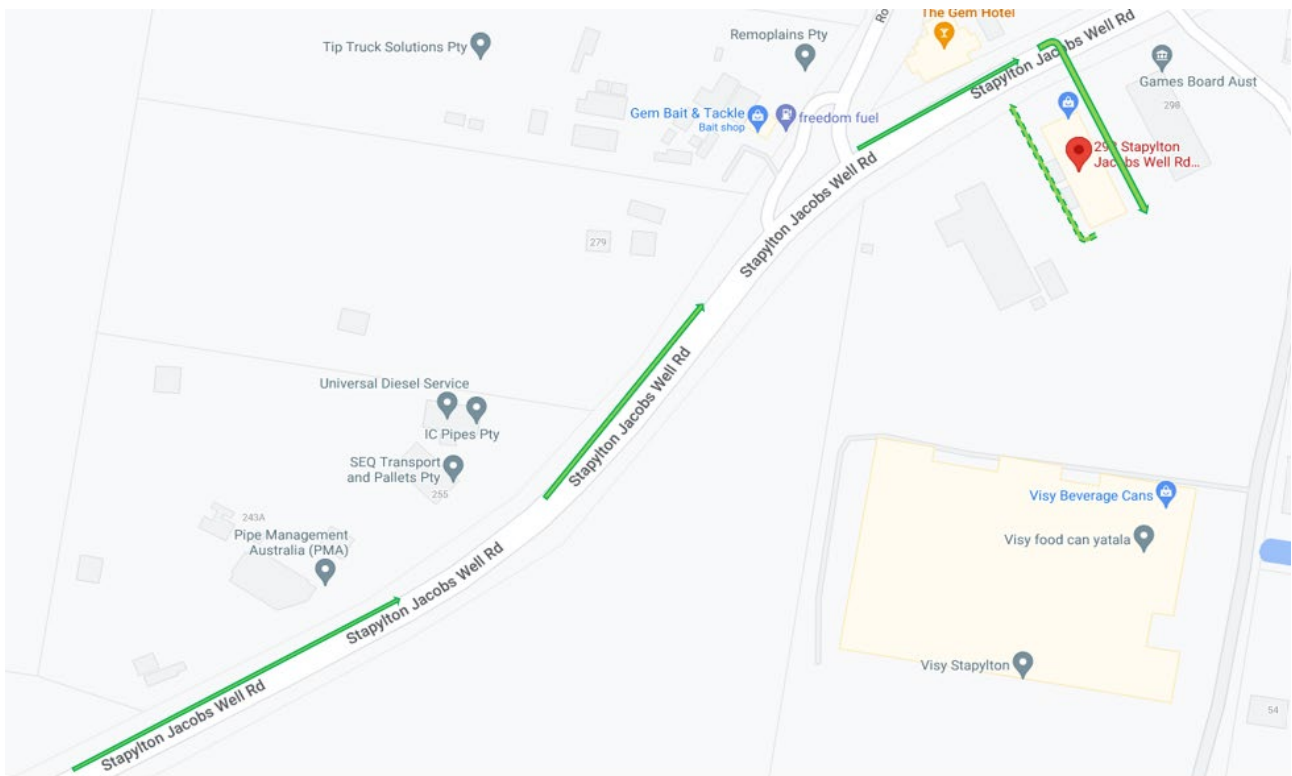 The Gem Hotel
Tip Truck Solutions Pty
Remoplains Pty
Ro
Stapylton Jacobs Well Rd
Games Board Aust
298
Gem Bait & Tackle
Bait shop
freedom fuel
298 Stapylton
Jacobs Well Rd...
Stapylton Jacobs Well Rd
279
Stapylton Jacobs Well Rd
Universal Diesel Service
IC Pipes Pty
SEQ Transport
and Pallets Pty
255
243A
Pipe Management
Australia (PMA)
Visy Beverage Cans
Visy food can yatala
Stapylton Jacobs Well Rd
Visy Stapylton
Stapylton Jacobs Well Rd
54